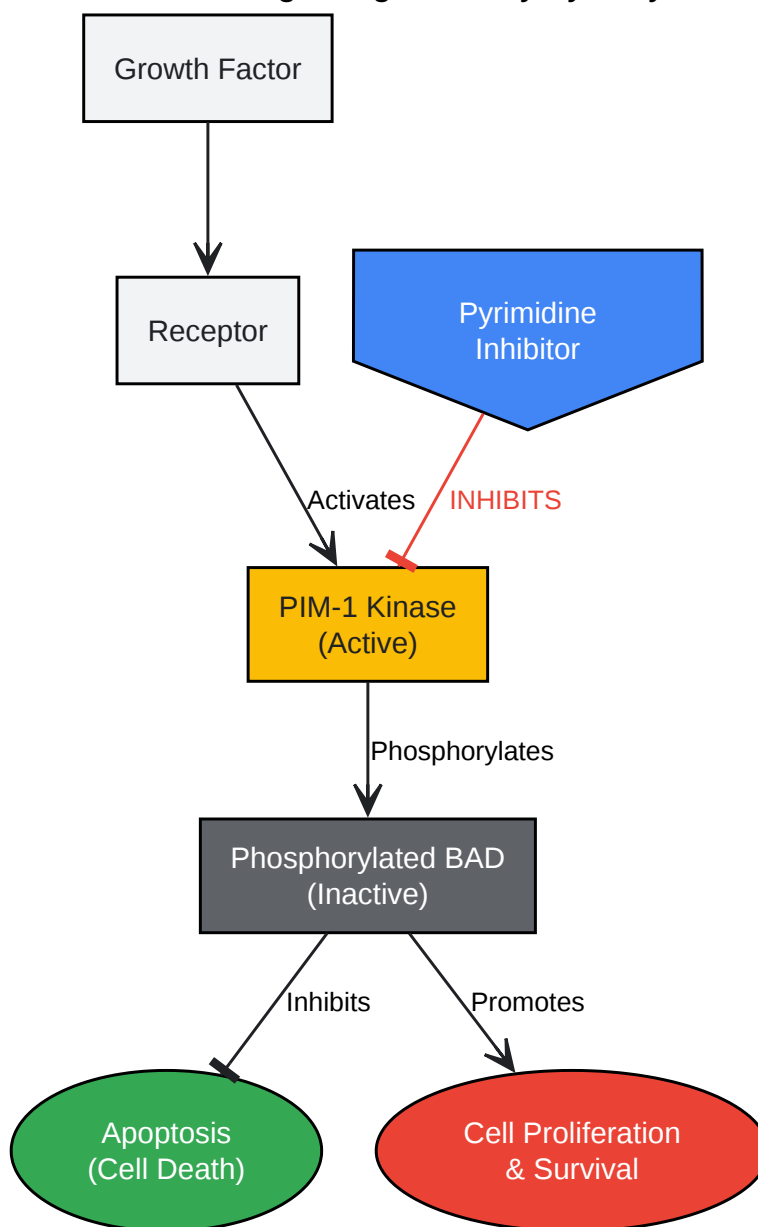 Growth Factor
Receptor
Pyrimidine
Inhibitor
Activates
INHIBITS
PIM-1 Kinase
(Active)
Phosphorylates
Phosphorylated BAD
(Inactive)
Inhibits
Promotes
Apoptosis
(Cell Death)
Cell Proliferation
& Survival